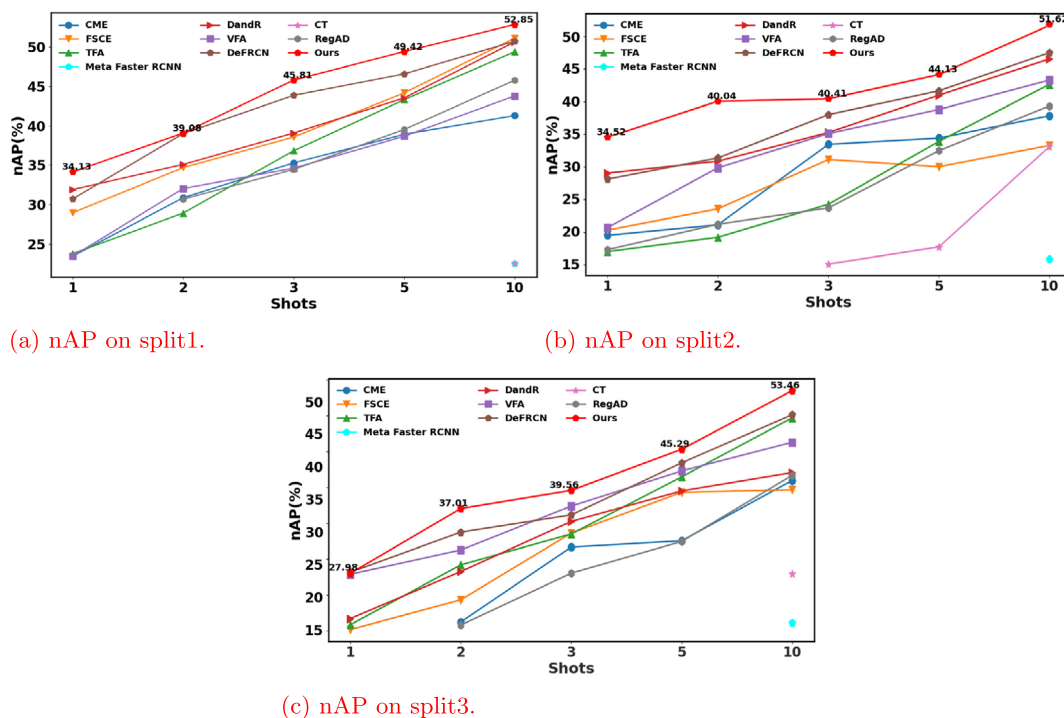 CME
FSCE
TFA
Meta Faster RCNN
DandR
VFA
DeFRCN
CT
RegAD
Ours
nAP(%)
50
45
40
35
30
25
34.13
39.08
45.81
49.42
52.85
1 2 3 5 10
Shots
(a) nAP on split1.
CME
FSCE
TFA
Meta Faster RCNN
DandR
VFA
DeFRCN
CT
RegAD
Ours
nAP(%)
50
45
40
35
30
25
20
15
34.52
40.04
40.41
44.13
51.62
1 2 3 5 10
Shots
(b) nAP on split2.
CME
FSCE
TFA
Meta Faster RCNN
DandR
VFA
DeFRCN
CT
RegAD
Ours
nAP(%)
50
45
40
35
30
25
20
15
27.98
37.01
39.56
45.29
53.46
1 2 3 5 10
Shots
(c) nAP on split3.